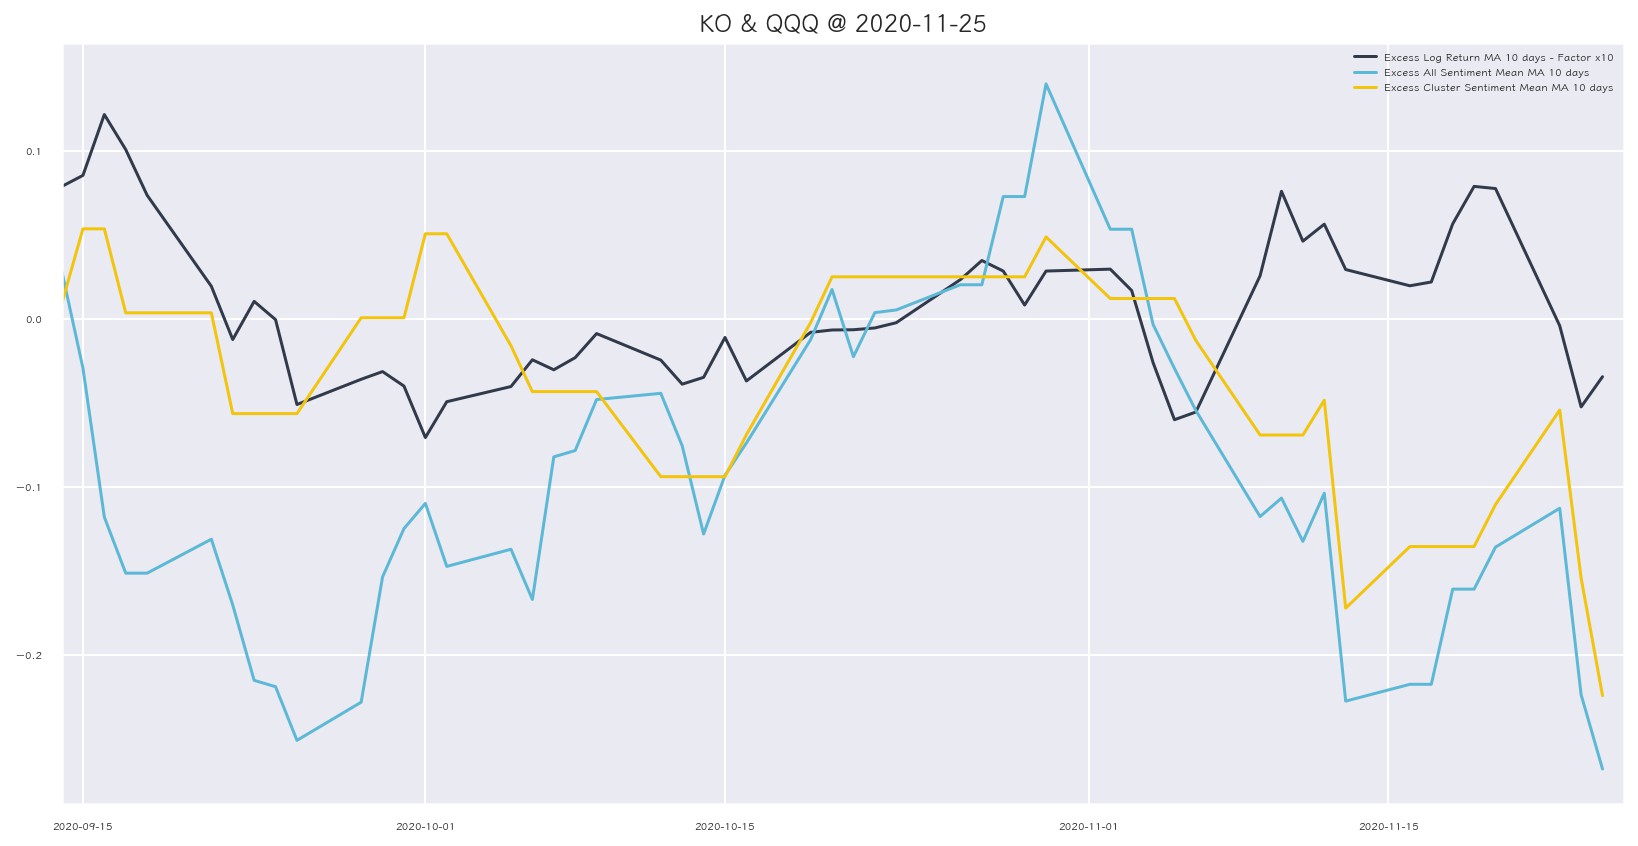 KO & QQQ @ 2020-11-25
Excess Log Return MA 10 days - Factor x10
Excess All Sentiment Mean MA 10 days
Excess Cluster Sentiment Mean MA 10 days
0.1
0.0
−0.1
−0.2
2020-09-15
2020-10-01
2020-10-15
2020-11-01
2020-11-15